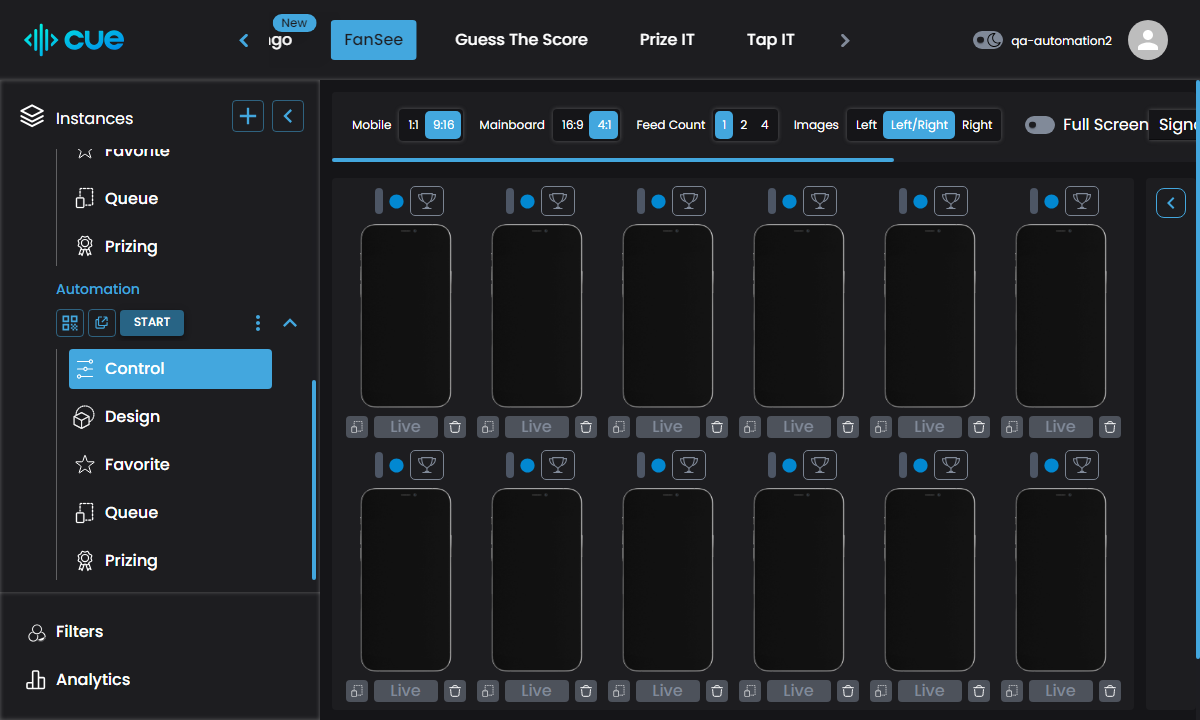 cue
New
ngo
FanSee
Guess The Score
Prize IT
Tap IT
qa-automation2
Instances
Favorite
Queue
Prizing
Automation
START
Control
Design
Favorite
Queue
Prizing
Filters
Analytics
Mobile 1:1 9:16 Mainboard 16:9 4:1 Feed Count 1 2 4 Images Left Left/Right Right Full Screen
Live Live Live Live Live Live
Live Live Live Live Live Live